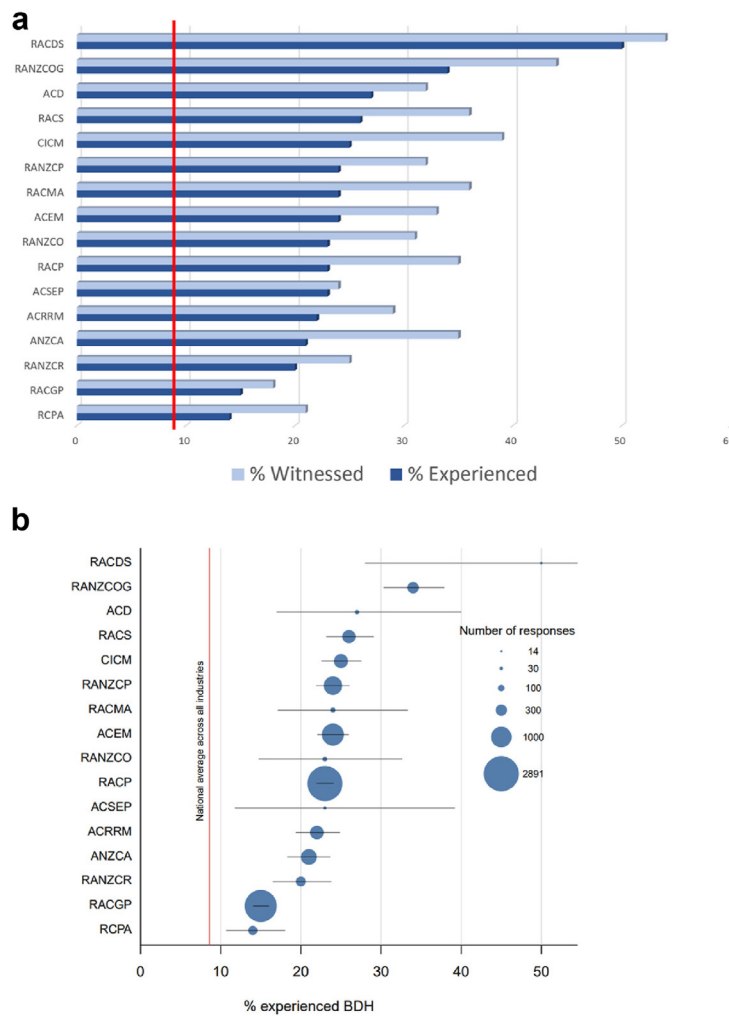 a
RACDS
RANZCOG
ACD
RACS
CICM
RANZCP
RACMA
ACEM
RANZCO
RACP
ACSEP
ACRRM
ANZCA
RANZCR
RACGP
RCPA
0 10 20 30 40 50 6
% Witnessed % Experienced
b
RACDS
RANZCOG
ACD
RACS
CICM
RANZCP
RACMA
ACEM
RANZCO
RACP
ACSEP
ACRRM
ANZCA
RANZCR
RACGP
RCPA
National average across all industries
Number of responses
14
30
100
300
1000
2891
0 10 20 30 40 50
% experienced BDH